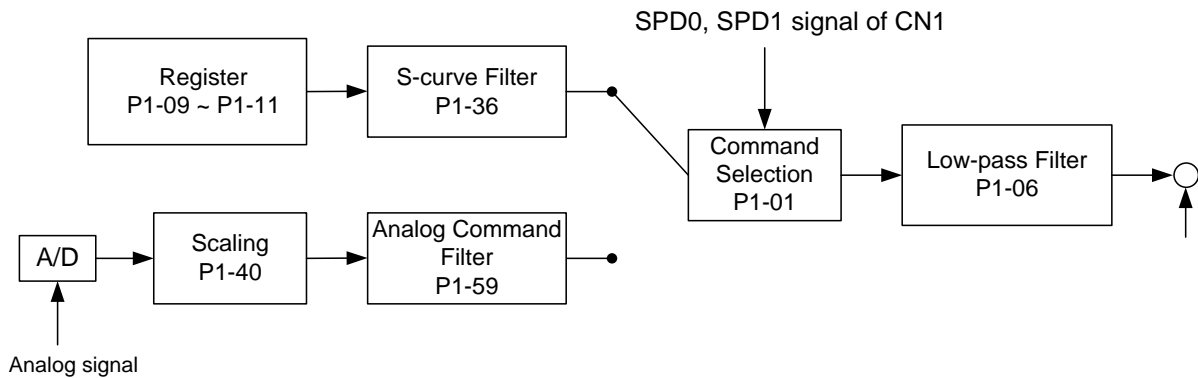 SPD0, SPD1 signal of CN1
Register
P1-09 ~ P1-11
S-curve Filter
P1-36
Command
Selection
P1-01
Low-pass Filter
P1-06
A/D
Scaling
P1-40
Analog Command
Filter
P1-59
Analog signal